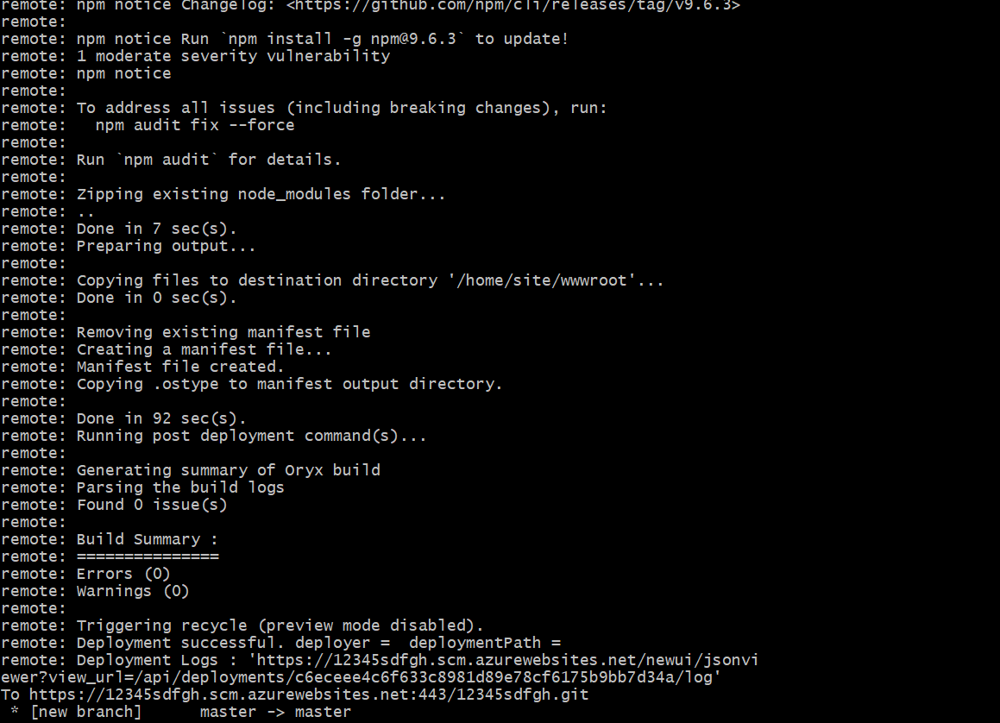 remote: npm notice Changelog: <https://github.com/npm/cli/releases/tag/v9.6.3>
remote:
remote: npm notice Run `npm install -g npm@9.6.3` to update!
remote: 1 moderate severity vulnerability
remote: npm notice
remote:
remote: To address all issues (including breaking changes), run:
remote:   npm audit fix --force
remote:
remote: Run `npm audit` for details.
remote:
remote: Zipping existing node_modules folder...
remote: ..
remote: Done in 7 sec(s).
remote: Preparing output...
remote:
remote: Copying files to destination directory '/home/site/wwwroot'...
remote: Done in 0 sec(s).
remote:
remote: Removing existing manifest file
remote: Creating a manifest file...
remote: Manifest file created.
remote: Copying .ostype to manifest output directory.
remote:
remote: Done in 92 sec(s).
remote: Running post deployment command(s)...
remote:
remote: Generating summary of Oryx build
remote: Parsing the build logs
remote: Found 0 issue(s)
remote:
remote: Build Summary :
remote: ===============
remote: Errors (0)
remote: Warnings (0)
remote:
remote: Triggering recycle (preview mode disabled).
remote: Deployment successful. deployer =  deploymentPath =
remote: Deployment Logs : 'https://12345sdfgh.scm.azurewebsites.net/newui/jsonvi
ewer?view_url=/api/deployments/c6eceee4c6f633c8981d89e78cf6175b9bb7d34a/log'
To https://12345sdfgh.scm.azurewebsites.net:443/12345sdfgh.git
 * [new branch]      master -> master